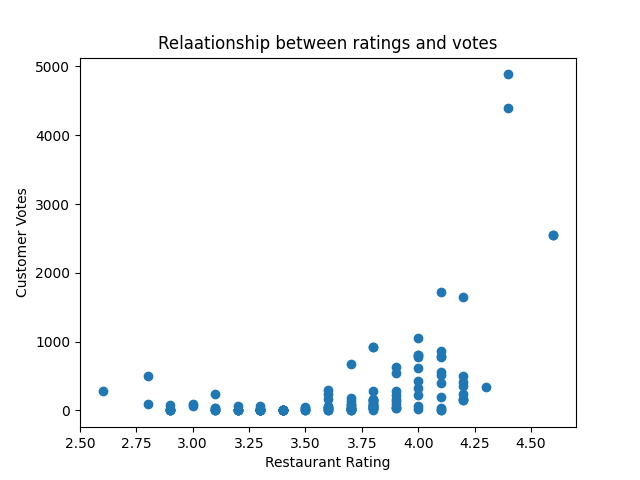 Relaationship between ratings and votes
5000
4000
3000
2000
1000
0
Customer Votes
2.50 2.75 3.00 3.25 3.50 3.75 4.00 4.25 4.50
Restaurant Rating